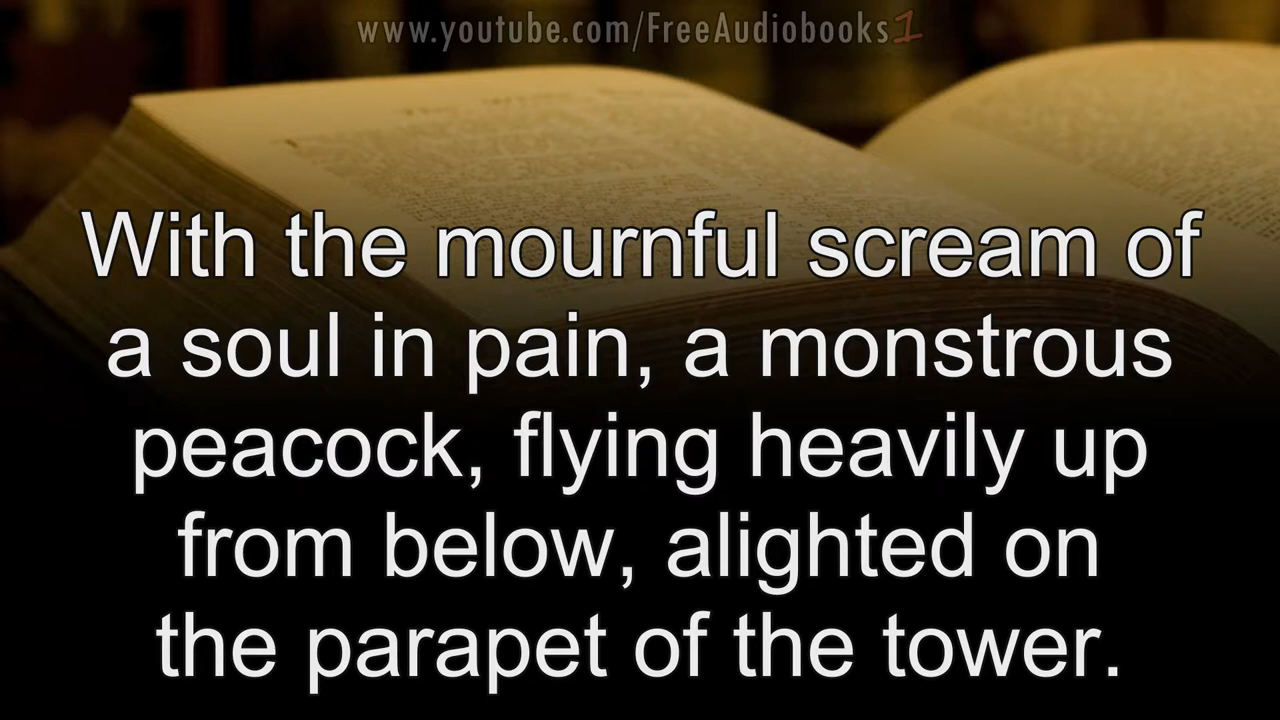 www.youtube.com/FreeAudiobooks1
With the mournful scream of
a soul in pain, a monstrous
peacock, flying heavily up
from below, alighted on
the parapet of the tower.